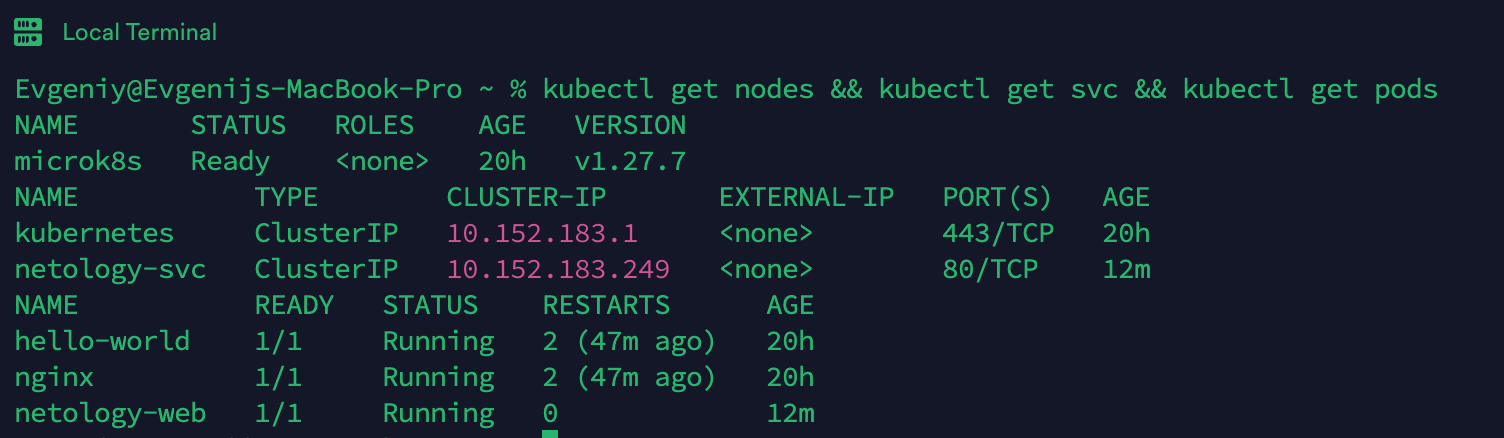 Local Terminal
Evgeniy@Evgenijs-MacBook-Pro ~ % kubectl get nodes && kubectl get svc && kubectl get pods
NAME       STATUS   ROLES    AGE   VERSION
microk8s   Ready    <none>   20h   v1.27.7
NAME           TYPE        CLUSTER-IP       EXTERNAL-IP   PORT(S)   AGE
kubernetes     ClusterIP   10.152.183.1     <none>        443/TCP   20h
netology-svc   ClusterIP   10.152.183.249   <none>        80/TCP    12m
NAME           READY   STATUS    RESTARTS      AGE
hello-world    1/1     Running   2 (47m ago)   20h
nginx          1/1     Running   2 (47m ago)   20h
netology-web   1/1     Running   0             12m